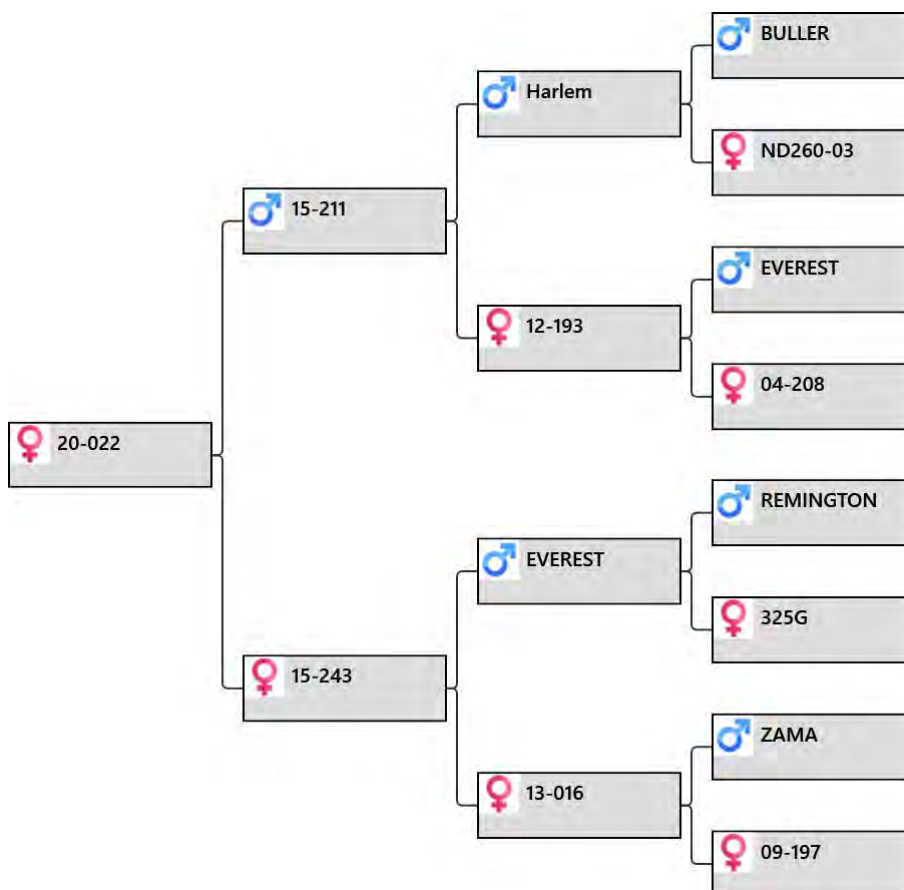 BULLER
Harlem
ND260-03
15-211
EVEREST
12-193
04-208
20-022
REMINGTON
EVEREST
325G
15-243
ZAMA
13-016
09-197